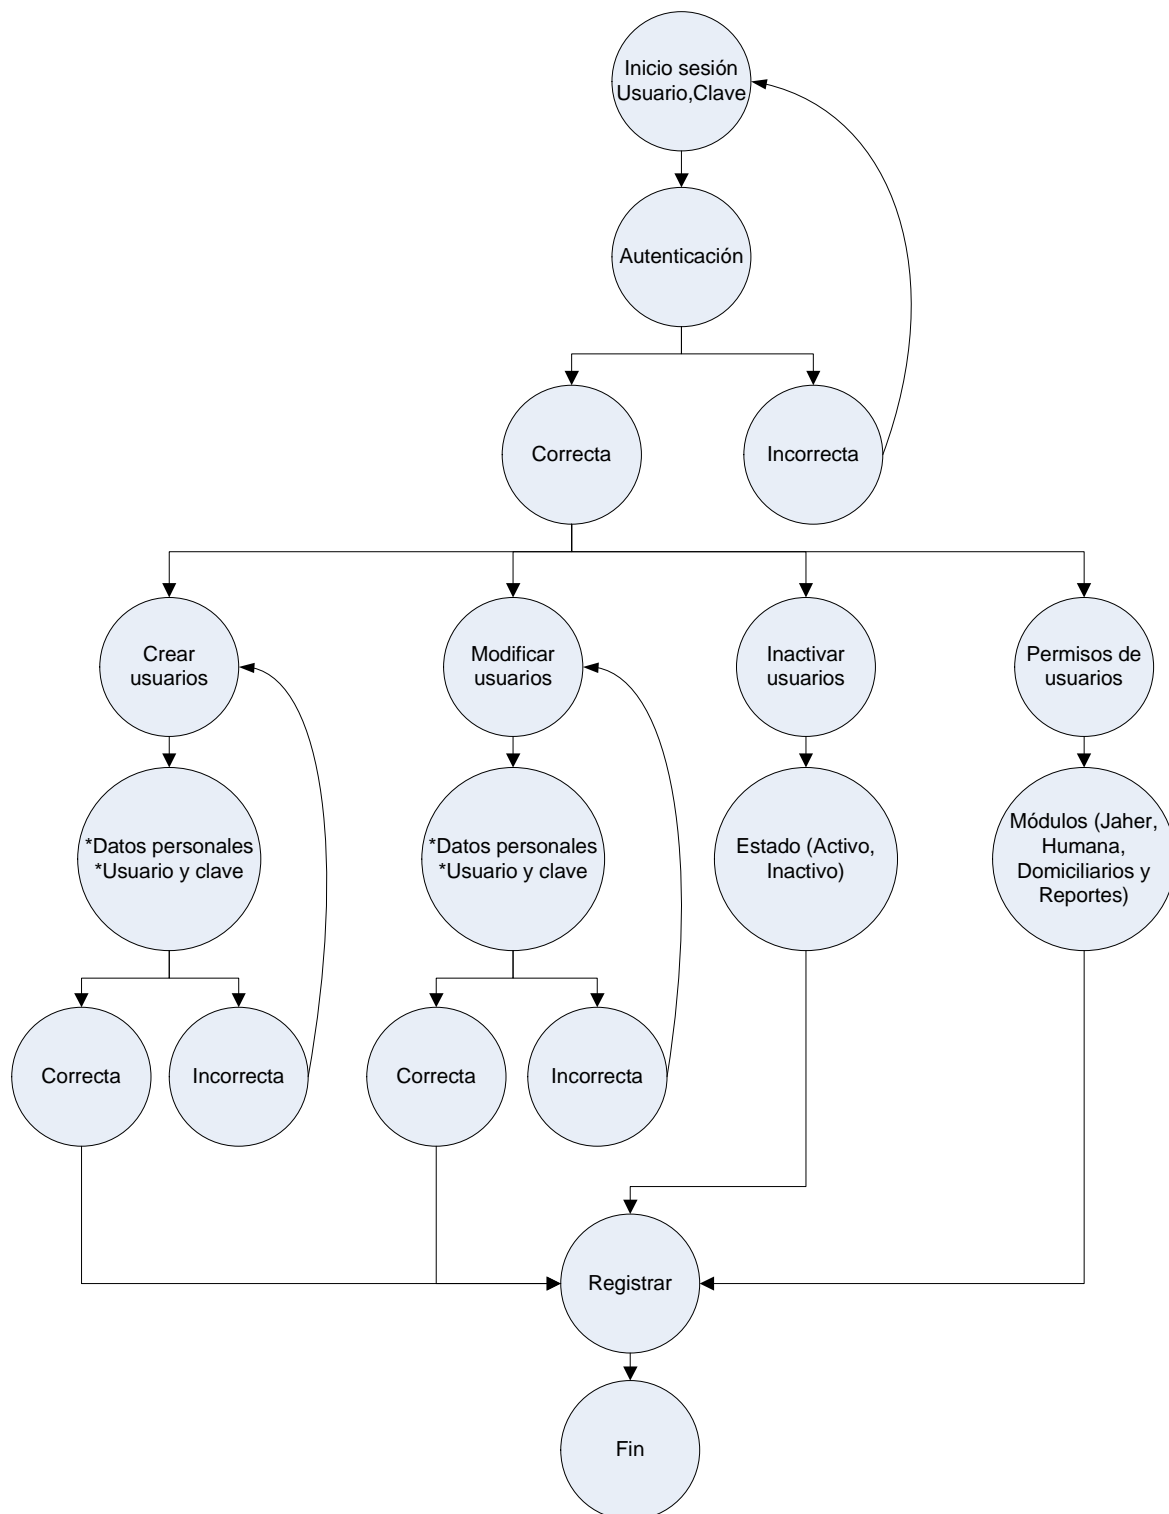 Inicio sesión
Usuario,Clave
Autenticación
Correcta
Incorrecta
Crear
usuarios
Modificar
usuarios
Inactivar
usuarios
Permisos de
usuarios
*Datos personales
*Usuario y clave
*Datos personales
*Usuario y clave
Estado (Activo,
Inactivo)
Módulos (Jaher,
Humana,
Domiciliarios y
Reportes)
Correcta
Incorrecta
Correcta
Incorrecta
Registrar
Fin